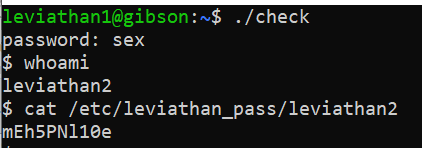 leviathan1@gibson:~$ ./check
password: sex
$ whoami
leviathan2
$ cat /etc/leviathan_pass/leviathan2
mEh5PNl10e